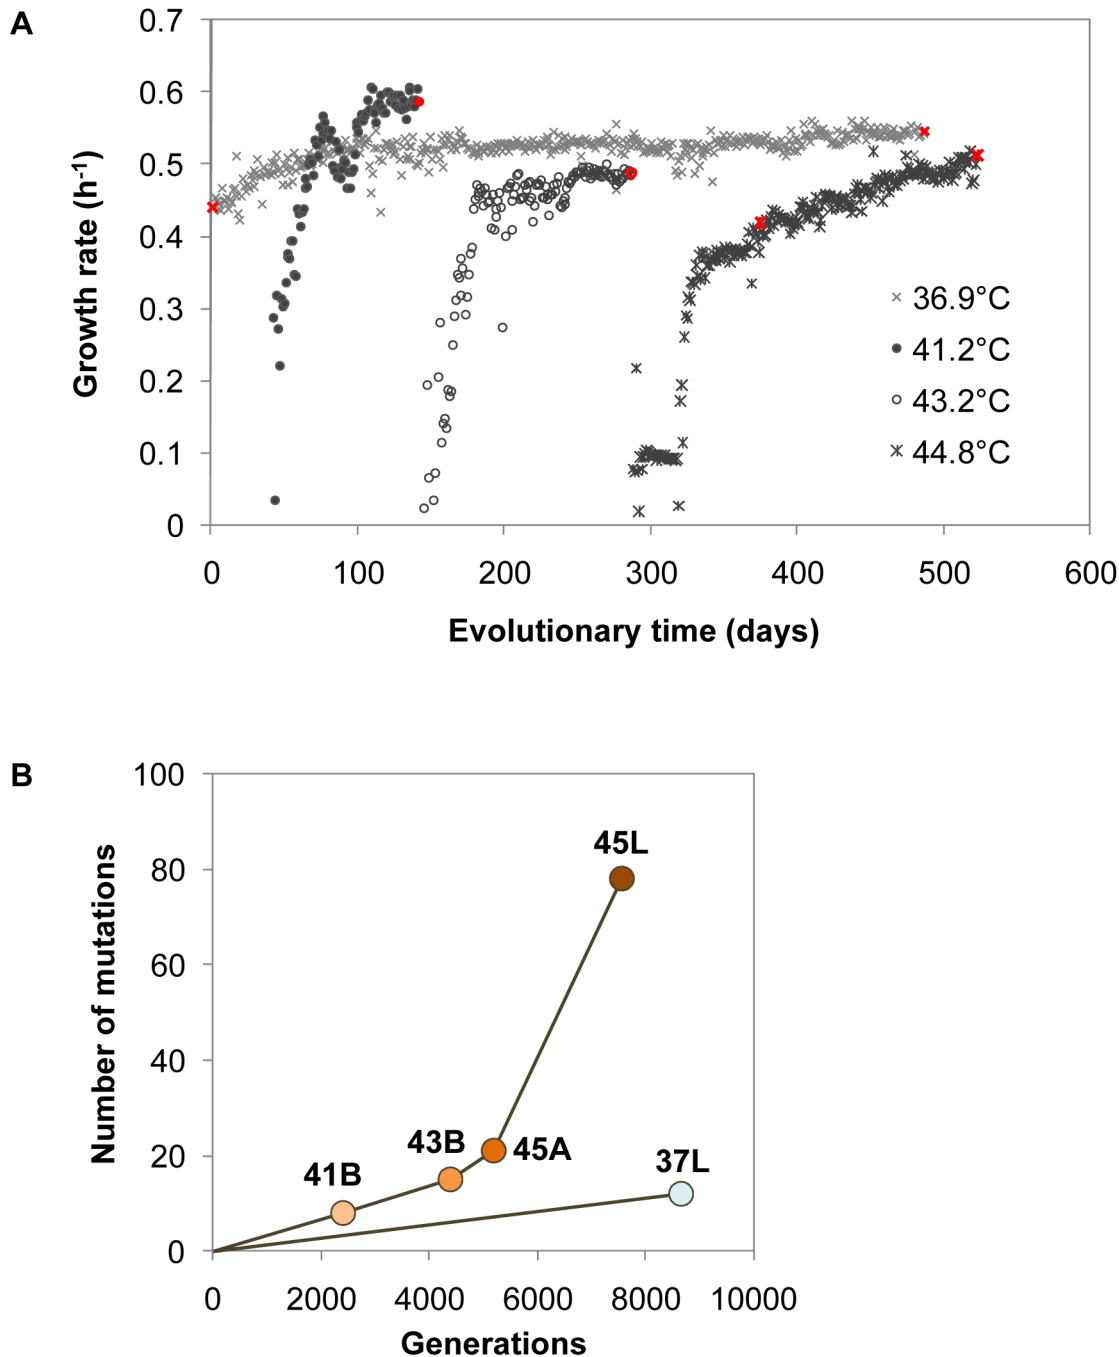 A
0.7
0.6
0.5
0.4
0.3
0.2
0.1
0
Growth rate (h-1)
36.9°C
41.2°C
43.2°C
44.8°C
0 100 200 300 400 500 600
Evolutionary time (days)
B
100
80
60
40
20
0
Number of mutations
45L
43B
45A
41B
37L
0 2000 4000 6000 8000 10000
Generations